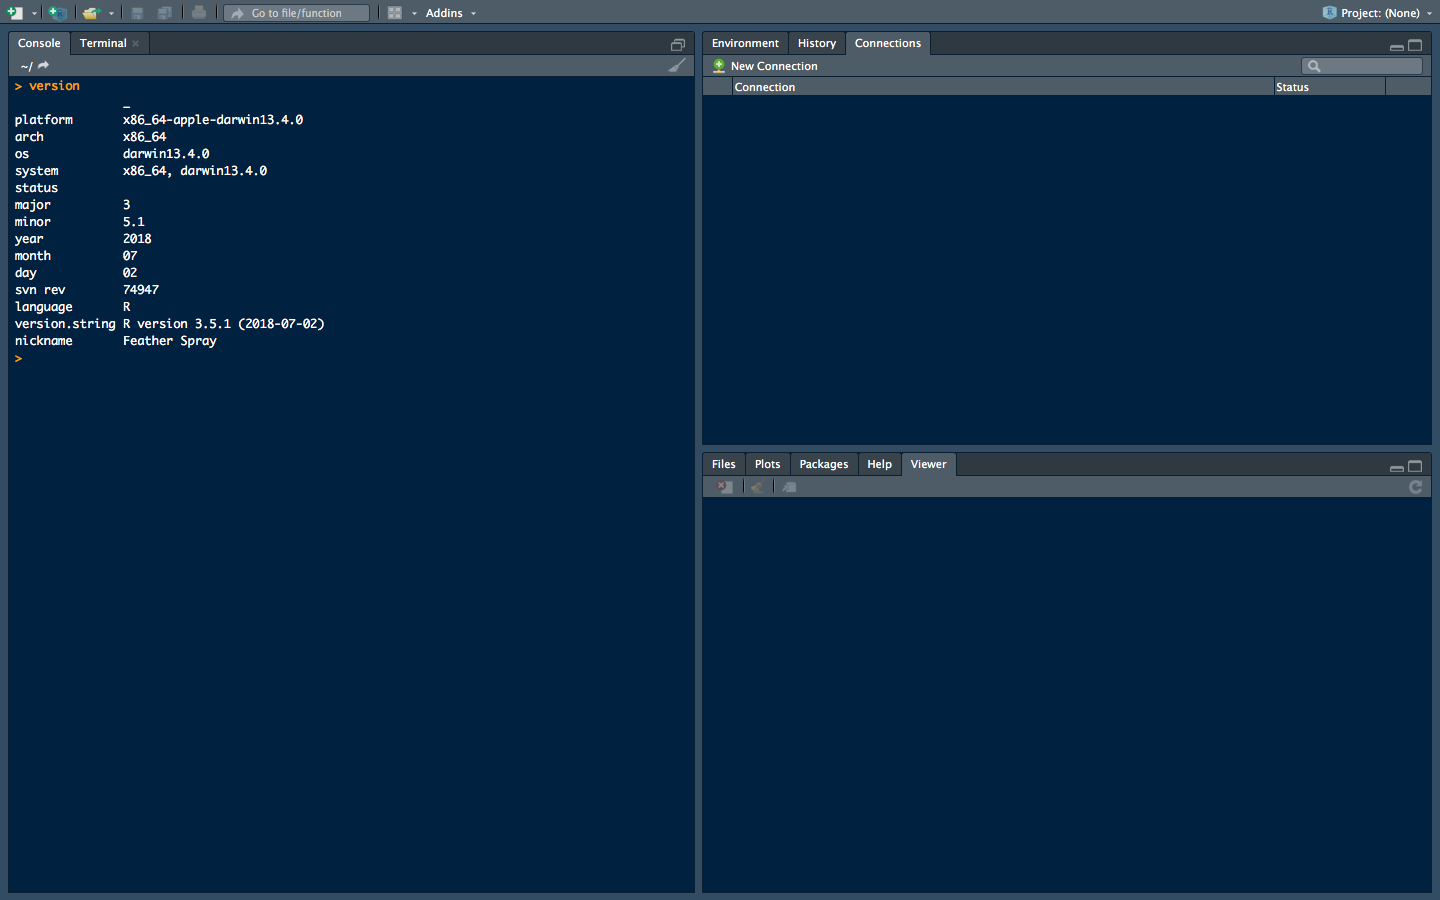 Go to file/function Addins Project: (None)
Console Terminal
~/
> version
_
platform x86_64-apple-darwin13.4.0
arch x86_64
os darwin13.4.0
system x86_64, darwin13.4.0
status
major 3
minor 5.1
year 2018
month 07
day 02
svn rev 74947
language R
version.string R version 3.5.1 (2018-07-02)
nickname Feather Spray
>
Environment History Connections
New Connection
Connection Status
Files Plots Packages Help Viewer